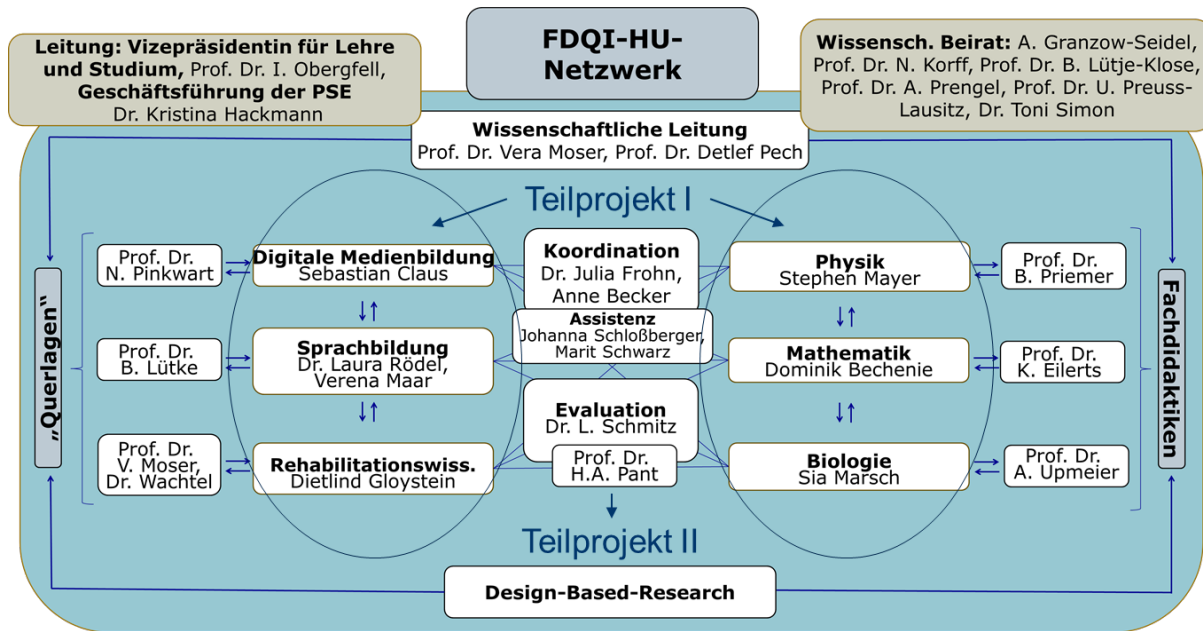 FDQI-HU-
Netzwerk
Leitung: Vizepräsidentin für Lehre
und Studium, Prof. Dr. I. Obergfell,
Geschäftsführung der PSE
Dr. Kristina Hackmann
Wissensch. Beirat: A. Granzow-Seidel,
Prof. Dr. N. Korff, Prof. Dr. B. Lütje-Klose,
Prof. Dr. A. Prengel, Prof. Dr. U. Preuss-
Lausitz, Dr. Toni Simon
Wissenschaftliche Leitung
Prof. Dr. Vera Moser, Prof. Dr. Detlef Pech
Teilprojekt I
„Querlagen“
Prof. Dr.
N. Pinkwart
Digitale Medienbildung
Sebastian Claus
Prof. Dr.
B. Lütke
Sprachbildung
Dr. Laura Rödel,
Verena Maar
Prof. Dr.
V. Moser,
Dr. Wachtel
Rehabilitationswiss.
Dietlind Gloystein
Koordination
Dr. Julia Frohn,
Anne Becker
Assistenz
Johanna Schloßberger,
Marit Schwarz
Evaluation
Dr. L. Schmitz
Prof. Dr.
H.A. Pant
Physik
Stephen Mayer
Prof. Dr.
B. Priemer
Mathematik
Dominik Bechenie
Prof. Dr.
K. Eilerts
Biologie
Sia Marsch
Prof. Dr.
A. Upmeier
Fachdidaktiken
Teilprojekt II
Design-Based-Research